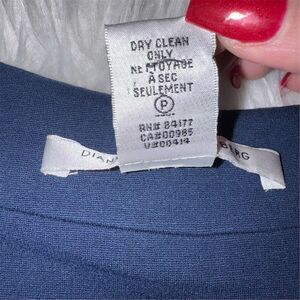 DRY CLEAN
ONLY
NETTOYAGE
A SEC
SEULEMENT
P
RN# 84177
CA#00985
V#00414
DIAN BERG